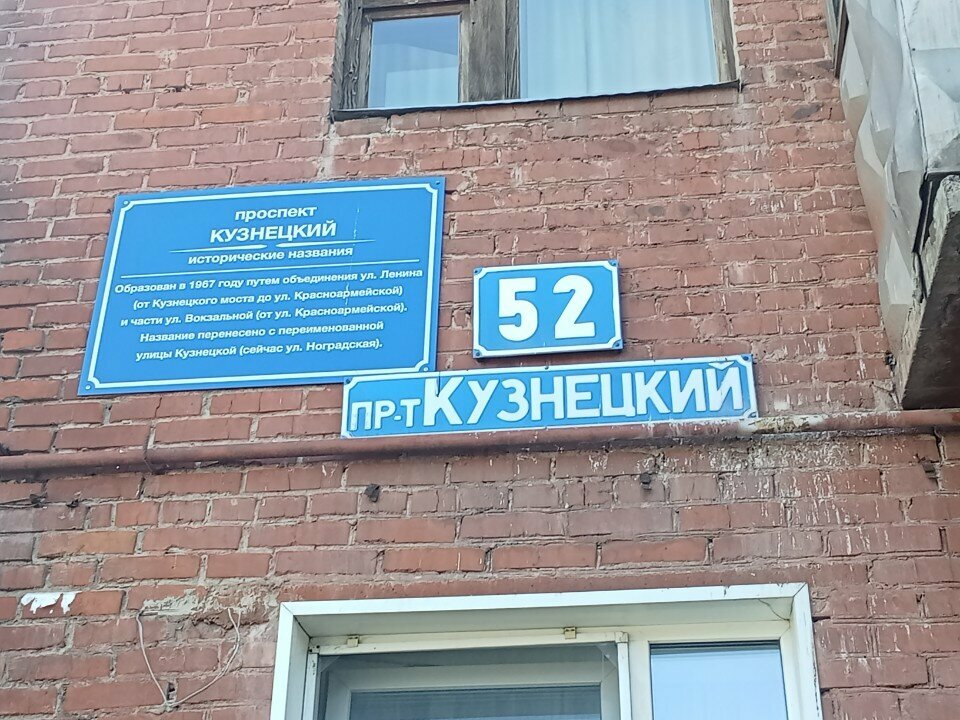 проспект
КУЗНЕЦКИЙ
исторические названия
Образован в 1967 году путем объединения ул. Ленина
(от Кузнецкого моста до ул. Красноармейской)
и части ул. Вокзальной (от ул. Красноармейской).
Название перенесено с переименованной
улицы Кузнецкой (сейчас ул. Ноградская).
52
ПР-Т КУЗНЕЦКИЙ